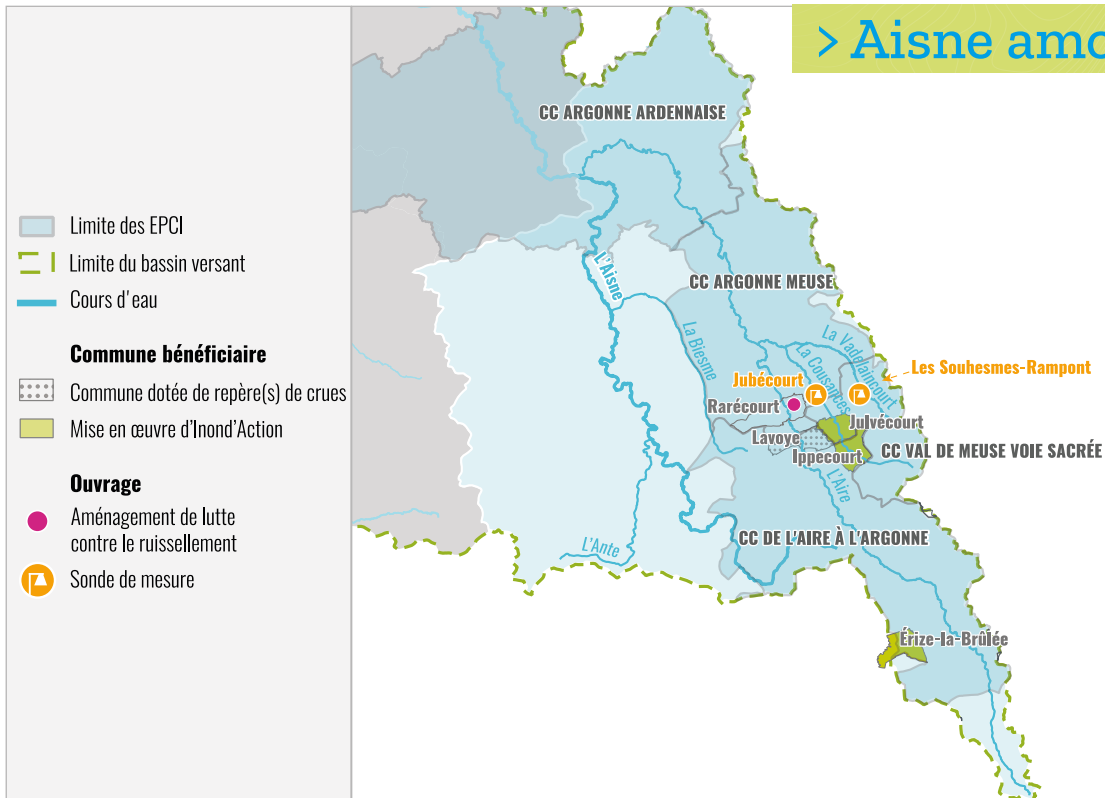 > Aisne amo
Limite des EPCI
Limite du bassin versant
Cours d'eau
Commune bénéficiaire
Commune dotée de repère(s) de crues
Mise en œuvre d'Inond'Action
Ouvrage
Aménagement de lutte
contre le ruissellement
Sonde de mesure
CC ARGONNE ARDENNAISE
L'Aisne
CC ARGONNE MEUSE
La Biesme
La Vadelaincourt
La Cousances
Les Souhesmes-Rampont
Jubécourt
Rarécourt
Julvécourt
Lavoye
Ippecourt
CC VAL DE MEUSE VOIE SACRÉE
L'Aire
CC DE L'AIRE À L'ARGONNE
L'Ante
Érize-la-Brûlée